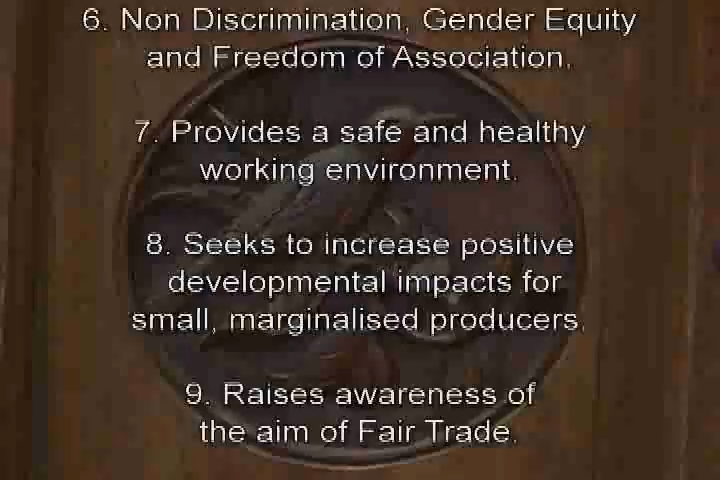 6. Non Discrimination, Gender Equity
and Freedom of Association.
7. Provides a safe and healthy
working environment.
8. Seeks to increase positive
developmental impacts for
small, marginalised producers.
9. Raises awareness of
the aim of Fair Trade.